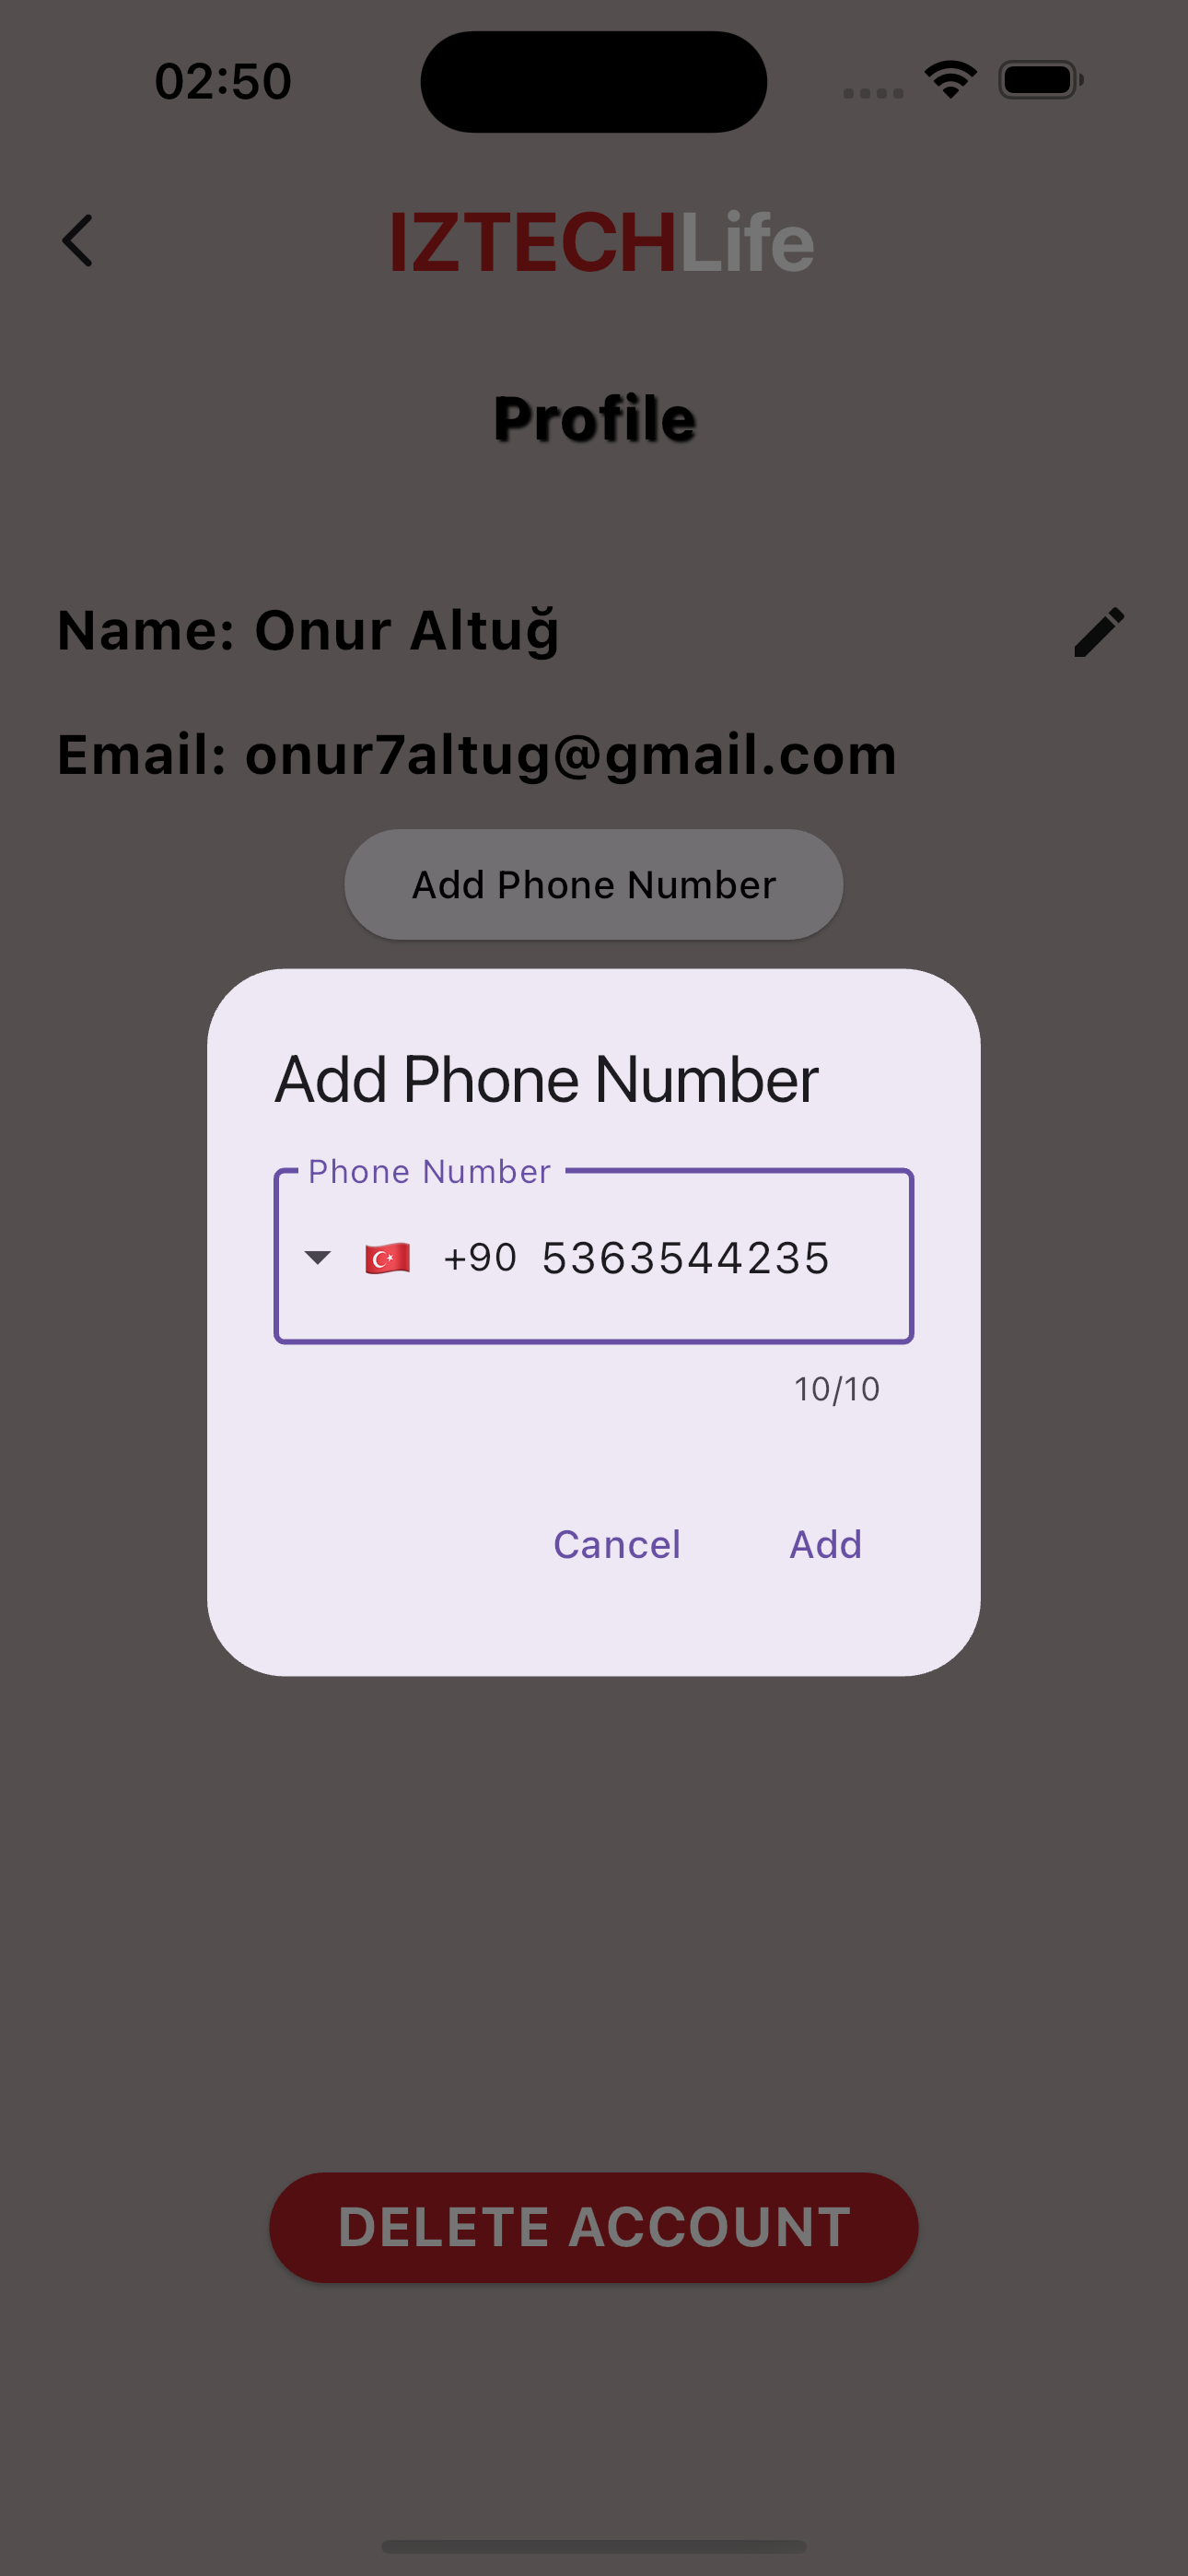 02:50
IZTECHLife
Profile
Name: Onur Altuğ
Email: onur7altug@gmail.com
Add Phone Number
Add Phone Number
Phone Number
+90 5363544235
10/10
Cancel Add
DELETE ACCOUNT